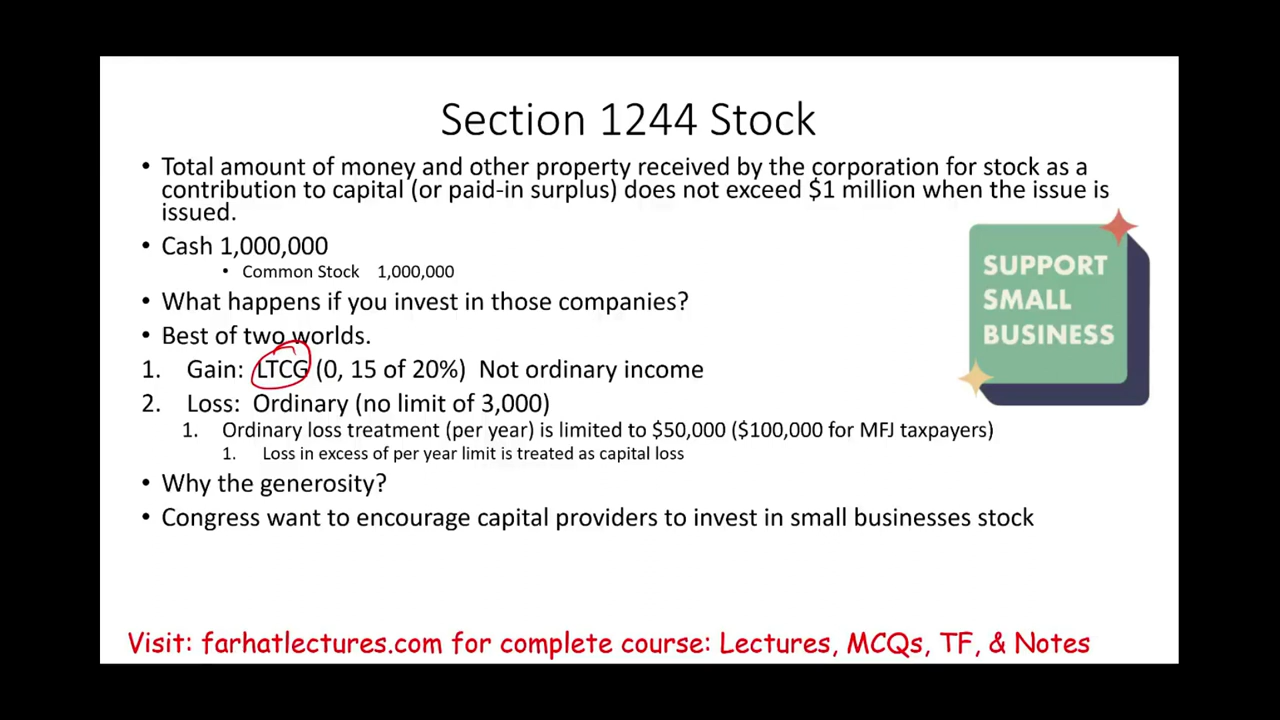 Section 1244 Stock
• Total amount of money and other property received by the corporation for stock as a
contribution to capital (or paid-in surplus) does not exceed $1 million when the issue is
issued.
• Cash 1,000,000
• Common Stock 1,000,000
• What happens if you invest in those companies?
• Best of two worlds.
1. Gain: LTCG (0, 15 of 20%) Not ordinary income
2. Loss: Ordinary (no limit of 3,000)
1. Ordinary loss treatment (per year) is limited to $50,000 ($100,000 for MFJ taxpayers)
1. Loss in excess of per year limit is treated as capital loss
• Why the generosity?
• Congress want to encourage capital providers to invest in small businesses stock
SUPPORT
SMALL
BUSINESS
Visit: farhatlectures.com for complete course: Lectures, MCQs, TF, & Notes